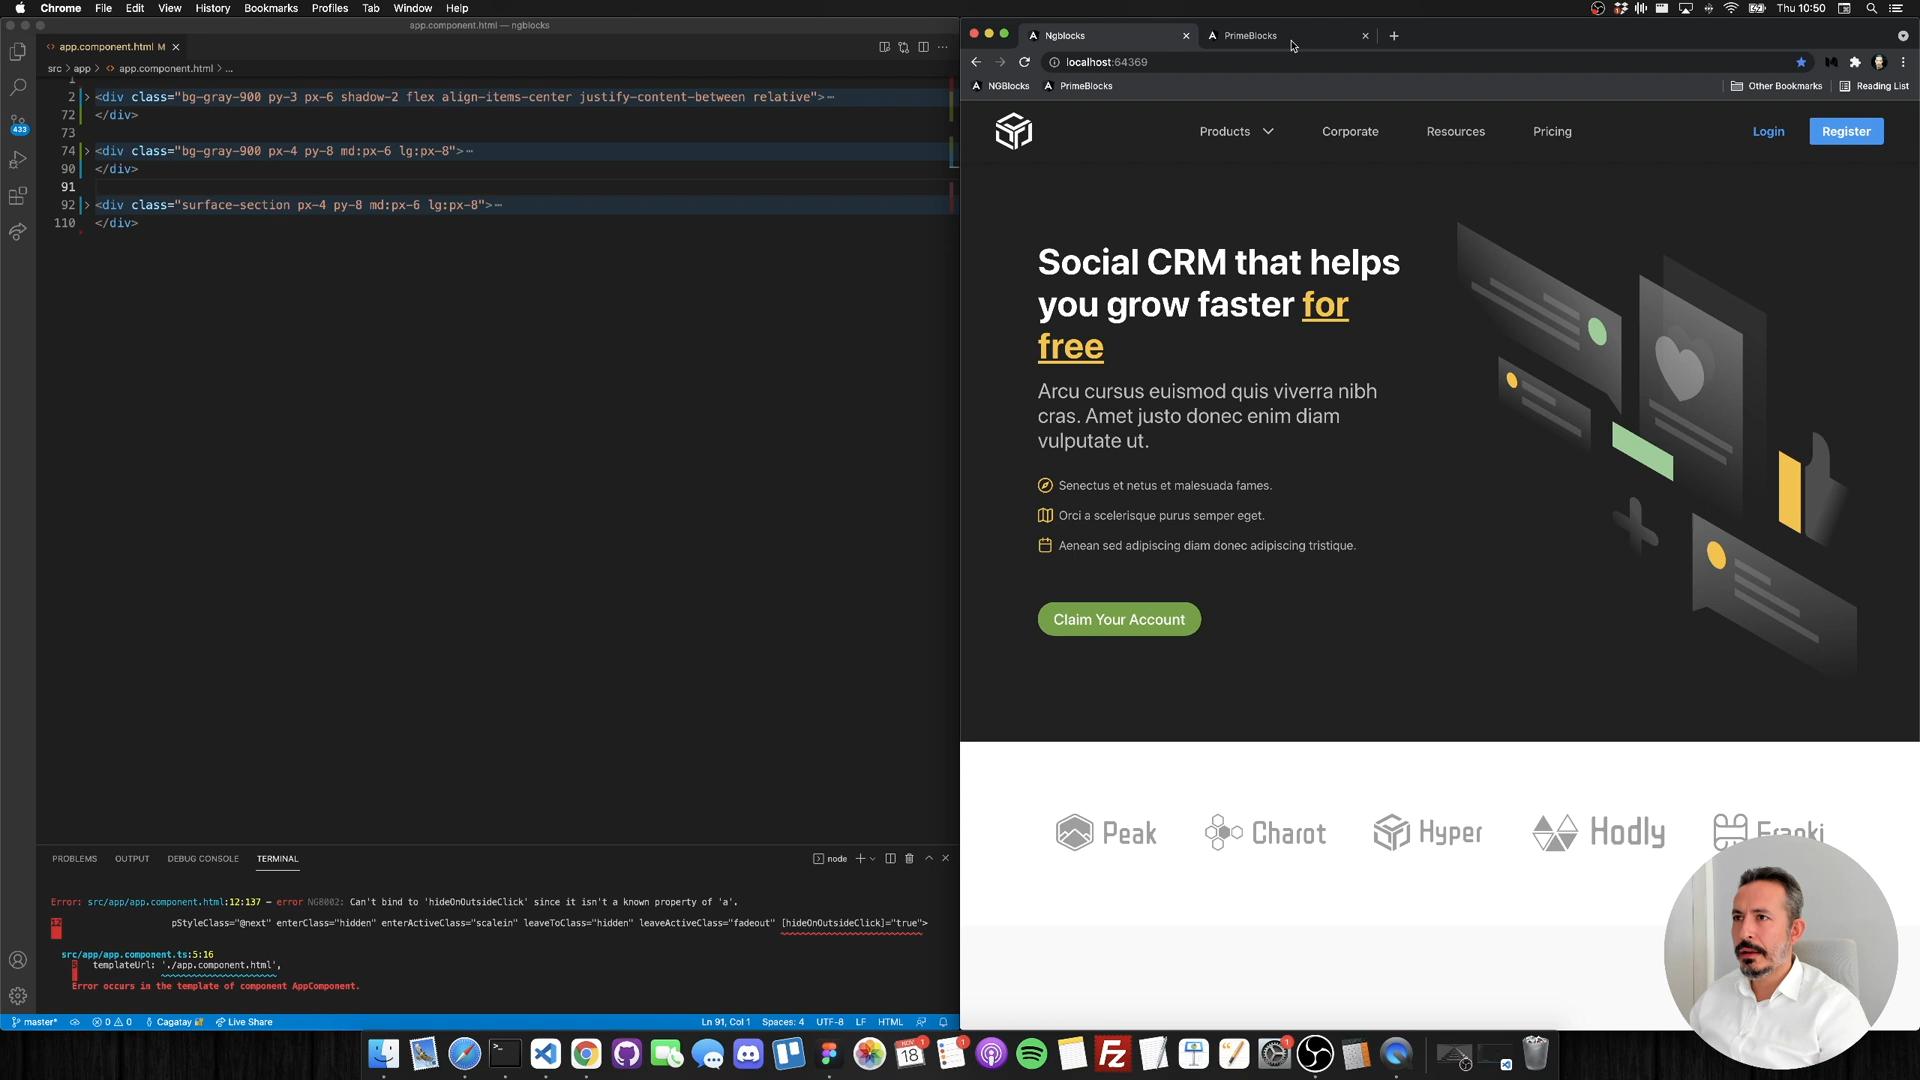 Chrome File Edit View History Bookmarks Profiles Tab Window Help
Thu 10:50
app.component.html — ngblocks
app.component.html M
src > app > app.component.html > ...
1
2 <div class="bg-gray-900 py-3 px-6 shadow-2 flex align-items-center justify-content-between relative">
72 </div>
73
74 <div class="bg-gray-900 px-4 py-8 md:px-6 lg:px-8">
90 </div>
91
92 <div class="surface-section px-4 py-8 md:px-6 lg:px-8">
110 </div>
433
PROBLEMS OUTPUT DEBUG CONSOLE TERMINAL
node
Error: src/app/app.component.html:12:137 - error NG8002: Can't bind to 'hideOnOutsideClick' since it isn't a known property of 'a'.
12 pStyleClass="@next" enterClass="hidden" enterActiveClass="scalein" leaveToClass="hidden" leaveActiveClass="fadeout" [hideOnOutsideClick]="true">
src/app/app.component.ts:5:16
5 templateUrl: './app.component.html',
Error occurs in the template of component AppComponent.
master* 0 0 Cagatay Live Share
Ln 91, Col 1 Spaces: 4 UTF-8 LF HTML
Ngblocks
PrimeBlocks
localhost:64369
NGBlocks PrimeBlocks
Other Bookmarks Reading List
Products Corporate Resources Pricing
Login Register
Social CRM that helps
you grow faster for
free
Arcu cursus euismod quis viverra nibh
cras. Amet justo donec enim diam
vulputate ut.
Senectus et netus et malesuada fames.
Orci a scelerisque purus semper eget.
Aenean sed adipiscing diam donec adipiscing tristique.
Claim Your Account
Peak Charot Hyper Hodly Franki
NOV
18
1
1
1